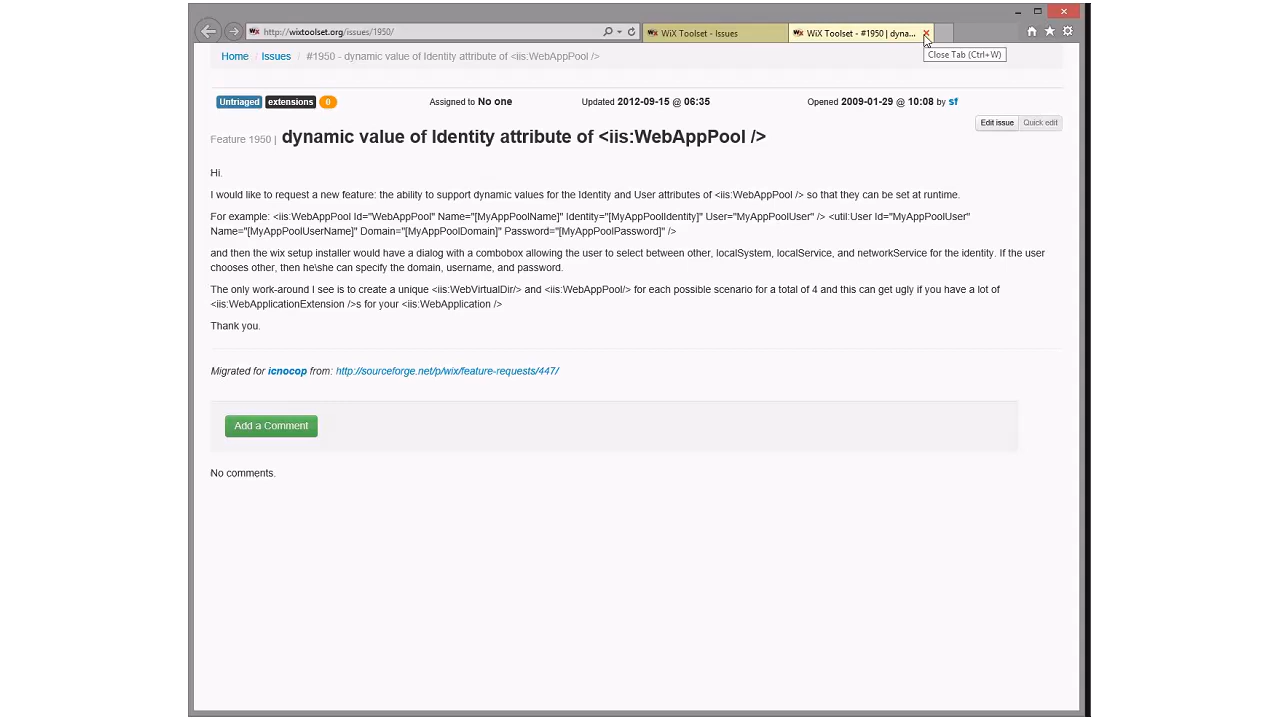 http://wixtoolset.org/issues/1950/
WiX Toolset - Issues
WiX Toolset - #1950 | dyna...
Close Tab (Ctrl+W)
Home / Issues / #1950 - dynamic value of Identity attribute of <iis:WebAppPool />
Untriaged extensions 0 Assigned to No one Updated 2012-09-15 @ 06:35 Opened 2009-01-29 @ 10:08 by sf
Edit issue Quick edit
Feature 1950 | dynamic value of Identity attribute of <iis:WebAppPool />
Hi.
I would like to request a new feature: the ability to support dynamic values for the Identity and User attributes of <iis:WebAppPool /> so that they can be set at runtime.
For example: <iis:WebAppPool Id="WebAppPool" Name="[MyAppPoolName]" Identity="[MyAppPoolIdentity]" User="MyAppPoolUser" /> <util:User Id="MyAppPoolUser"
Name="[MyAppPoolUserName]" Domain="[MyAppPoolDomain]" Password="[MyAppPoolPassword]" />
and then the wix setup installer would have a dialog with a combobox allowing the user to select between other, localSystem, localService, and networkService for the identity. If the user
chooses other, then he\she can specify the domain, username, and password.
The only work-around I see is to create a unique <iis:WebVirtualDir/> and <iis:WebAppPool/> for each possible scenario for a total of 4 and this can get ugly if you have a lot of
<iis:WebApplicationExtension />s for your <iis:WebApplication />
Thank you.
Migrated for icnocop from: http://sourceforge.net/p/wix/feature-requests/447/
Add a Comment
No comments.